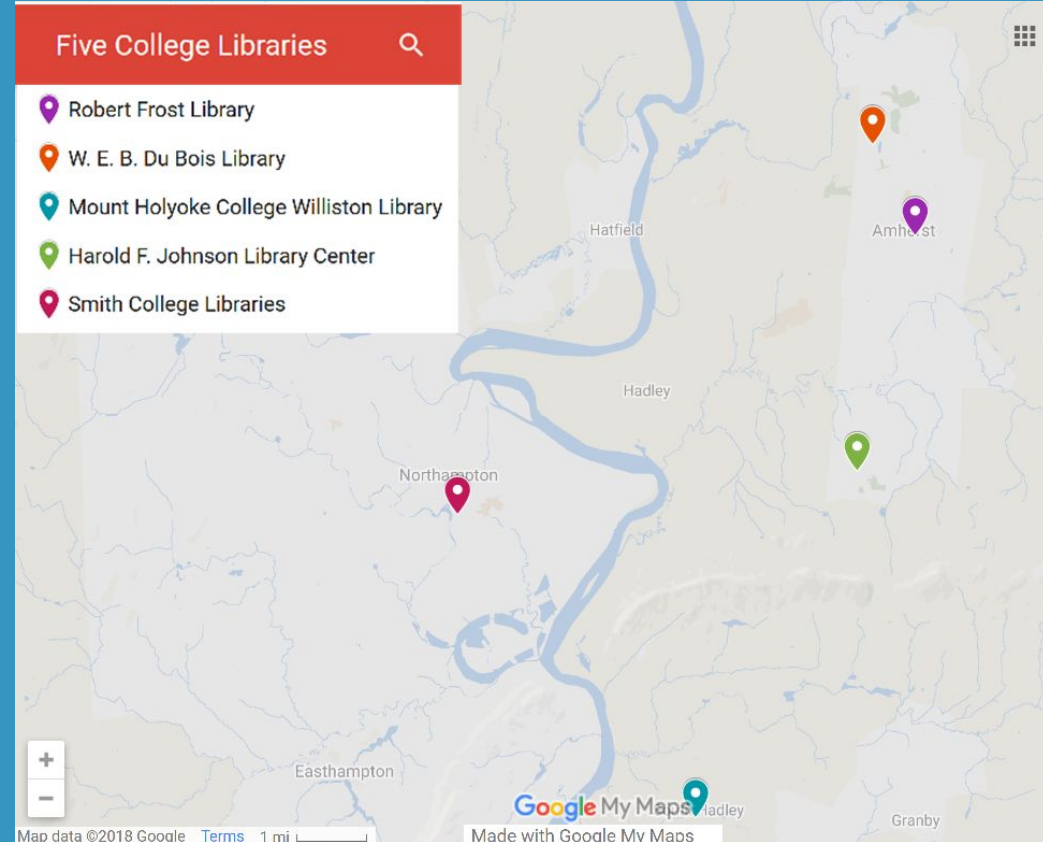 Five College Libraries
Robert Frost Library
W. E. B. Du Bois Library
Mount Holyoke College Williston Library
Harold F. Johnson Library Center
Smith College Libraries
Hatfield
Amherst
Hadley
Northampton
Easthampton
Google My Maps
Hadley
Granby
Map data ©2018 Google Terms 1 mi
Made with Google My Maps